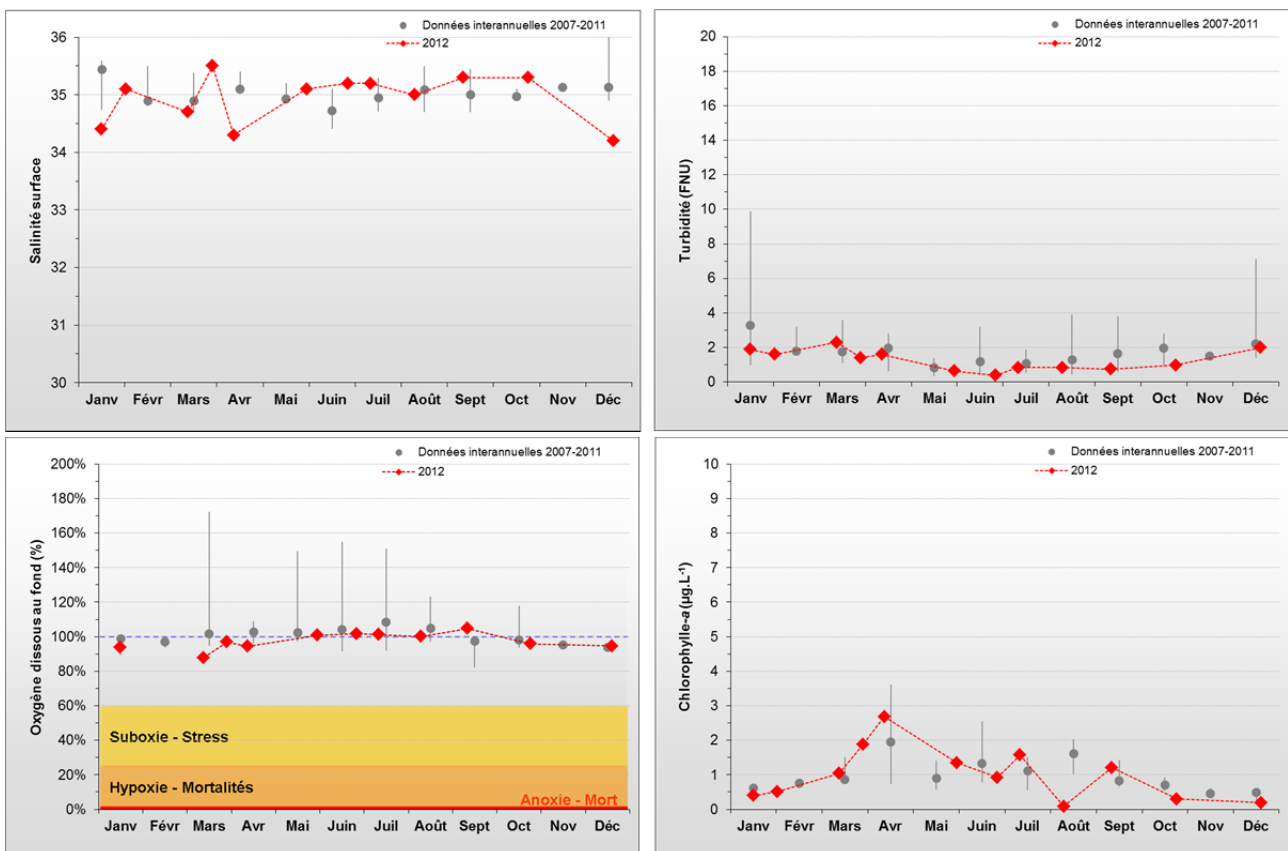 Données interannuelles 2007-2011
2012
Salinité surface
36
35
34
33
32
31
30
Janv Févr Mars Avr Mai Juin Juil Août Sept Oct Nov Déc
Données interannuelles 2007-2011
2012
Turbidité (FNU)
20
18
16
14
12
10
8
6
4
2
0
Janv Févr Mars Avr Mai Juin Juil Août Sept Oct Nov Déc
Données interannuelles 2007-2011
2012
Oxygène dissous au fond (%)
200%
180%
160%
140%
120%
100%
80%
60%
40%
20%
0%
Suboxie - Stress
Hypoxie - Mortalités
Anoxie - Mort
Janv Févr Mars Avr Mai Juin Juil Août Sept Oct Nov Déc
Données interannuelles 2007-2011
2012
Chlorophylle-a (µg.L⁻¹)
10
9
8
7
6
5
4
3
2
1
0
Janv Févr Mars Avr Mai Juin Juil Août Sept Oct Nov Déc